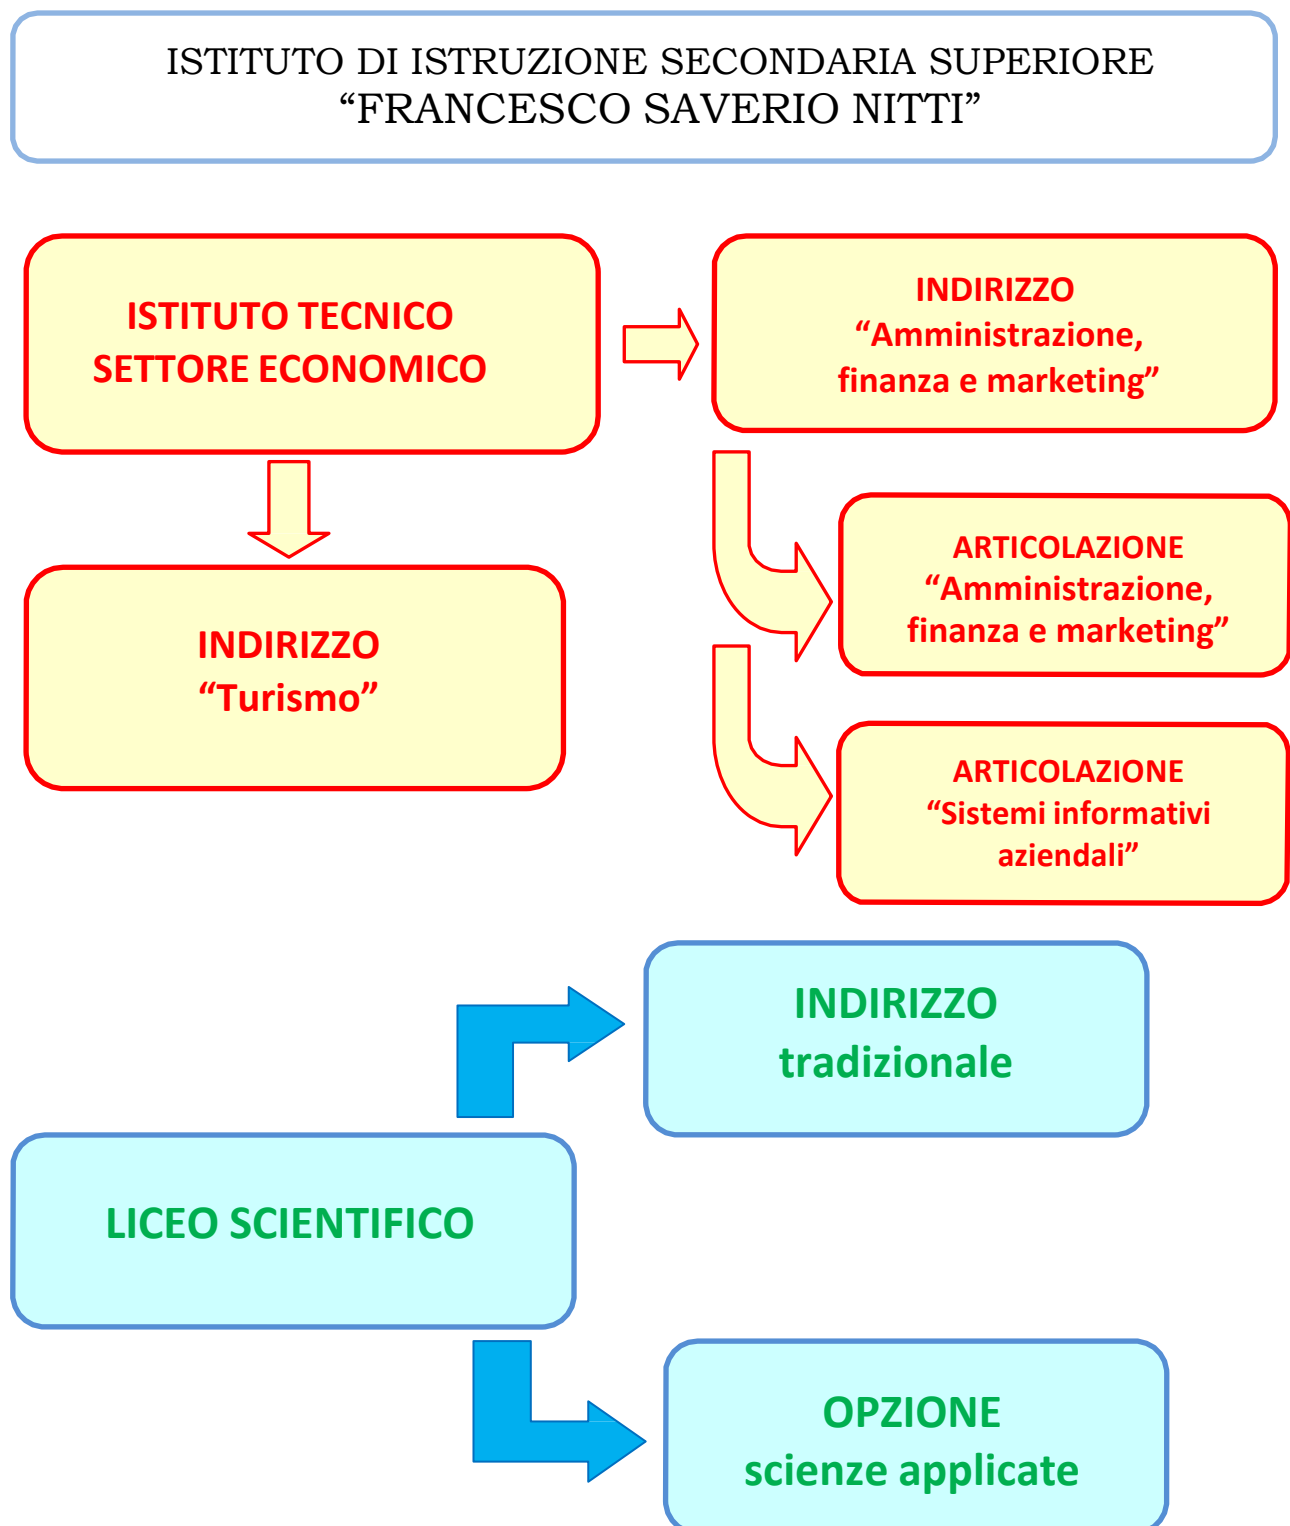 ISTITUTO DI ISTRUZIONE SECONDARIA SUPERIORE
“FRANCESCO SAVERIO NITTI”
ISTITUTO TECNICO
SETTORE ECONOMICO
INDIRIZZO
“Amministrazione,
finanza e marketing”
ARTICOLAZIONE
“Amministrazione,
finanza e marketing”
INDIRIZZO
“Turismo”
ARTICOLAZIONE
“Sistemi informativi
aziendali”
INDIRIZZO
tradizionale
LICEO SCIENTIFICO
OPZIONE
scienze applicate